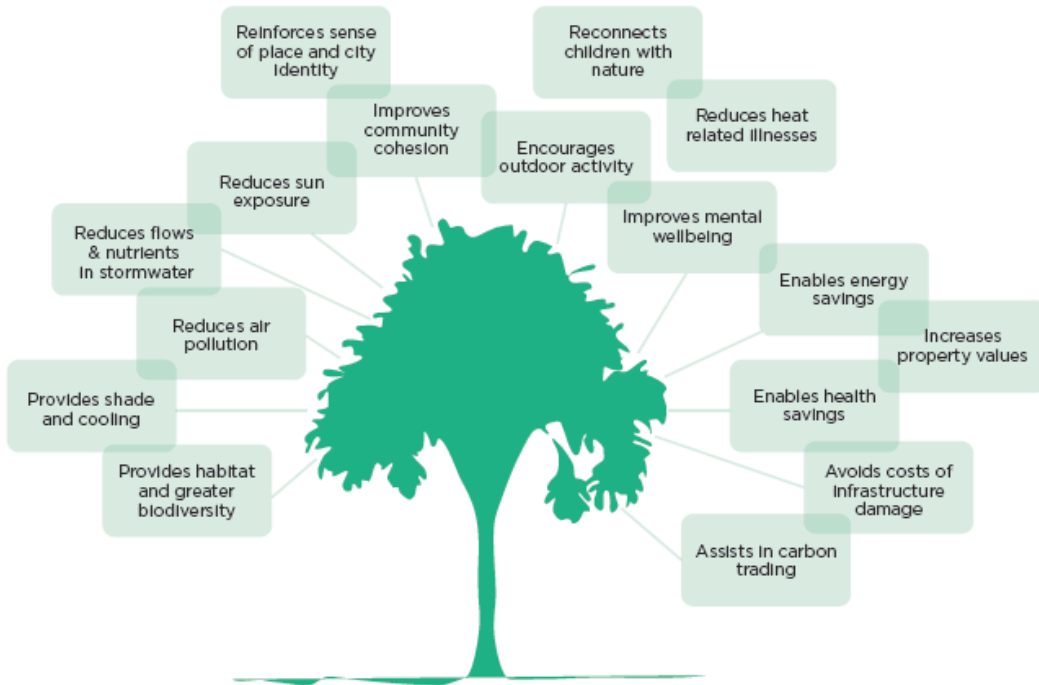 Reinforces sense
of place and city
identity
Reconnects
children with
nature
Improves
community
cohesion
Reduces heat
related illnesses
Encourages
outdoor activity
Reduces sun
exposure
Improves mental
wellbeing
Reduces flows
& nutrients
in stormwater
Enables energy
savings
Reduces air
pollution
Increases
property values
Provides shade
and cooling
Enables health
savings
Provides habitat
and greater
biodiversity
Avoids costs of
infrastructure
damage
Assists in carbon
trading